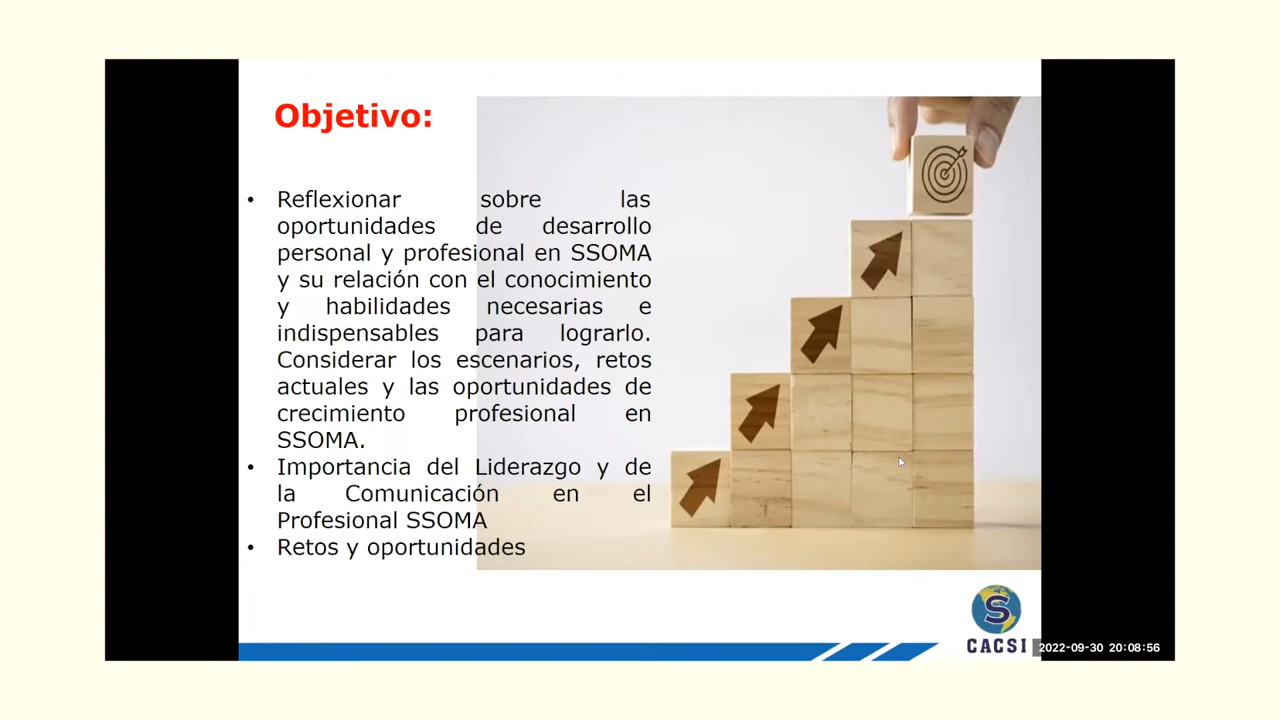 Objetivo:
• Reflexionar sobre las
oportunidades de desarrollo
personal y profesional en SSOMA
y su relación con el conocimiento
y habilidades necesarias e
indispensables para lograrlo.
Considerar los escenarios, retos
actuales y las oportunidades de
crecimiento profesional en
SSOMA.
• Importancia del Liderazgo y de
la Comunicación en el
Profesional SSOMA
• Retos y oportunidades
S
CACSI
2022-09-30 20:08:56